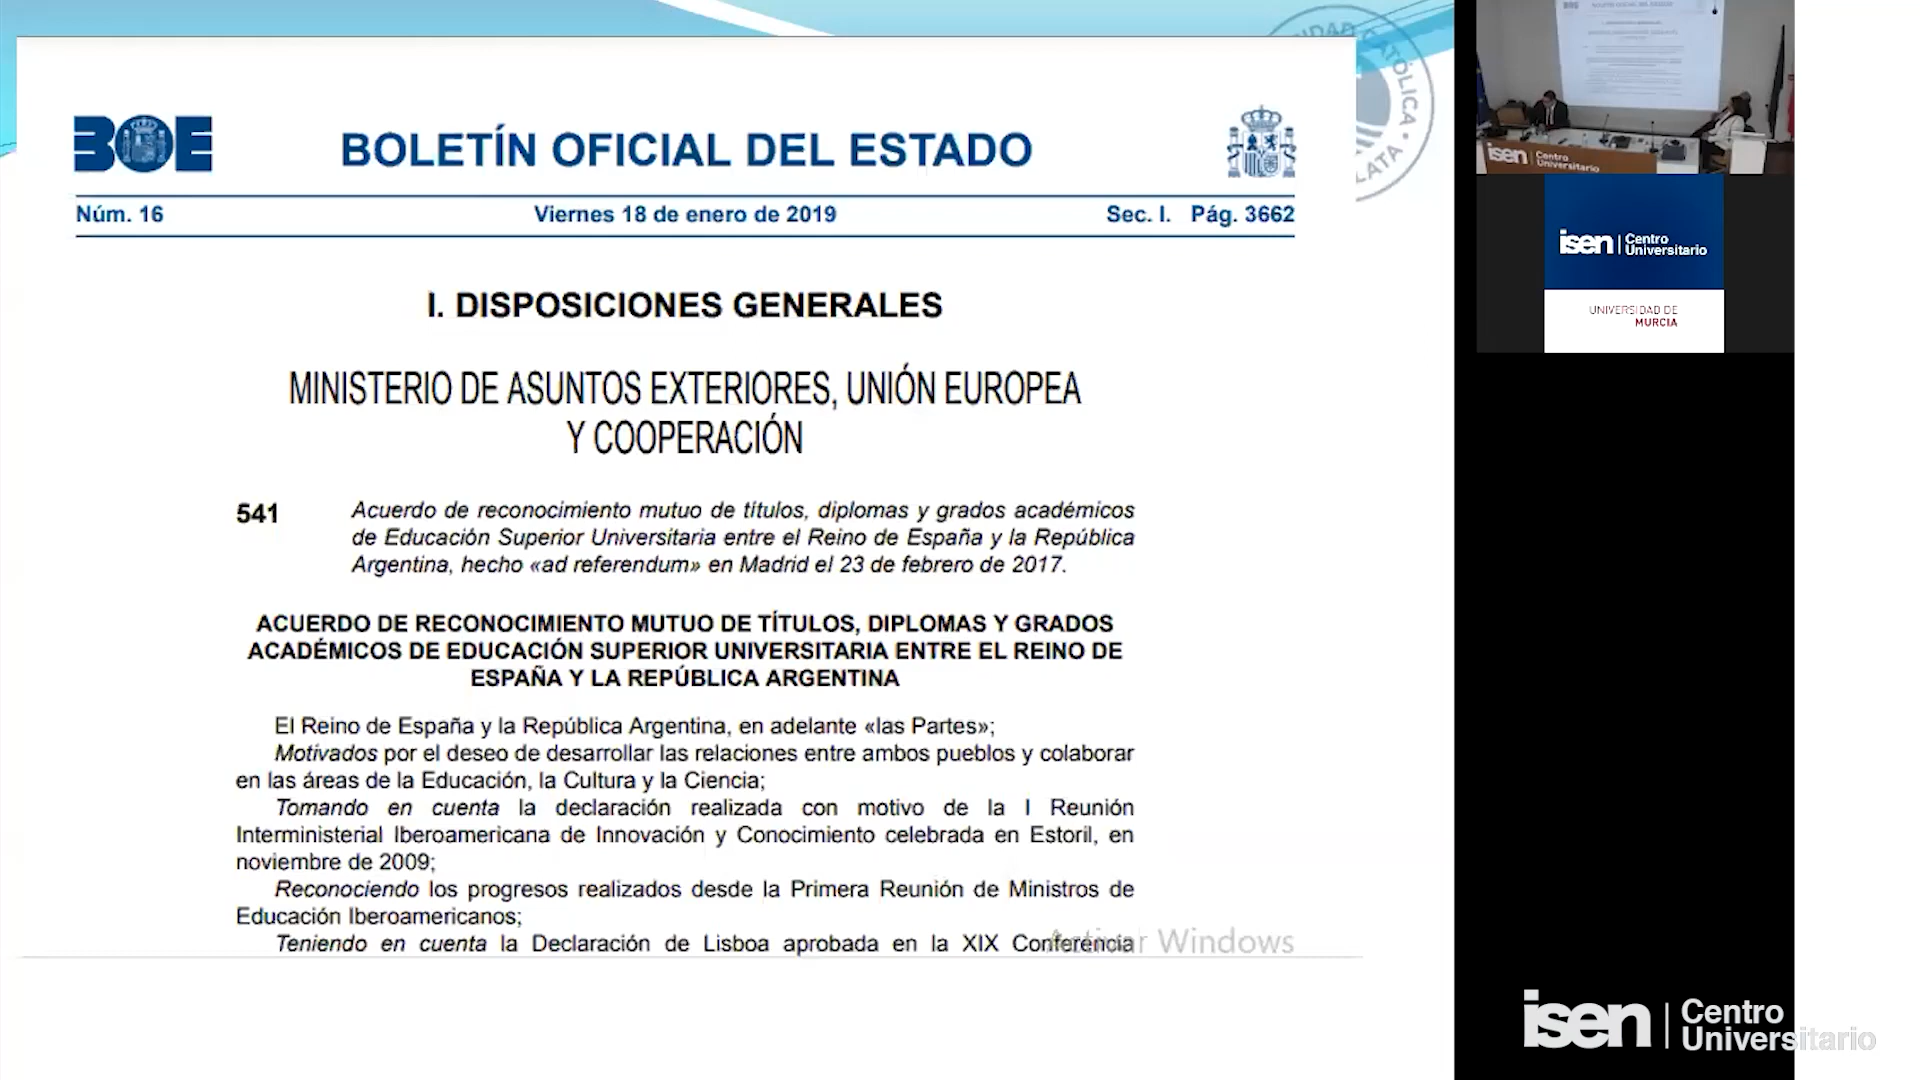 BOE
BOLETÍN OFICIAL DEL ESTADO
Núm. 16
Viernes 18 de enero de 2019
Sec. I. Pág. 3662
I. DISPOSICIONES GENERALES
MINISTERIO DE ASUNTOS EXTERIORES, UNIÓN EUROPEA
Y COOPERACIÓN
541
Acuerdo de reconocimiento mutuo de títulos, diplomas y grados académicos
de Educación Superior Universitaria entre el Reino de España y la República
Argentina, hecho «ad referendum» en Madrid el 23 de febrero de 2017.
ACUERDO DE RECONOCIMIENTO MUTUO DE TÍTULOS, DIPLOMAS Y GRADOS
ACADÉMICOS DE EDUCACIÓN SUPERIOR UNIVERSITARIA ENTRE EL REINO DE
ESPAÑA Y LA REPÚBLICA ARGENTINA
El Reino de España y la República Argentina, en adelante «las Partes»;
Motivados por el deseo de desarrollar las relaciones entre ambos pueblos y colaborar
en las áreas de la Educación, la Cultura y la Ciencia;
Tomando en cuenta la declaración realizada con motivo de la I Reunión
Interministerial Iberoamericana de Innovación y Conocimiento celebrada en Estoril, en
noviembre de 2009;
Reconociendo los progresos realizados desde la Primera Reunión de Ministros de
Educación Iberoamericanos;
Teniendo en cuenta la Declaración de Lisboa aprobada en la XIX Conferencia
Activar Windows
CATÓLICA
LATA
isen Centro
Universitario
isen Centro
Universitario
UNIVERSIDAD DE
MURCIA
isen Centro
Universitario